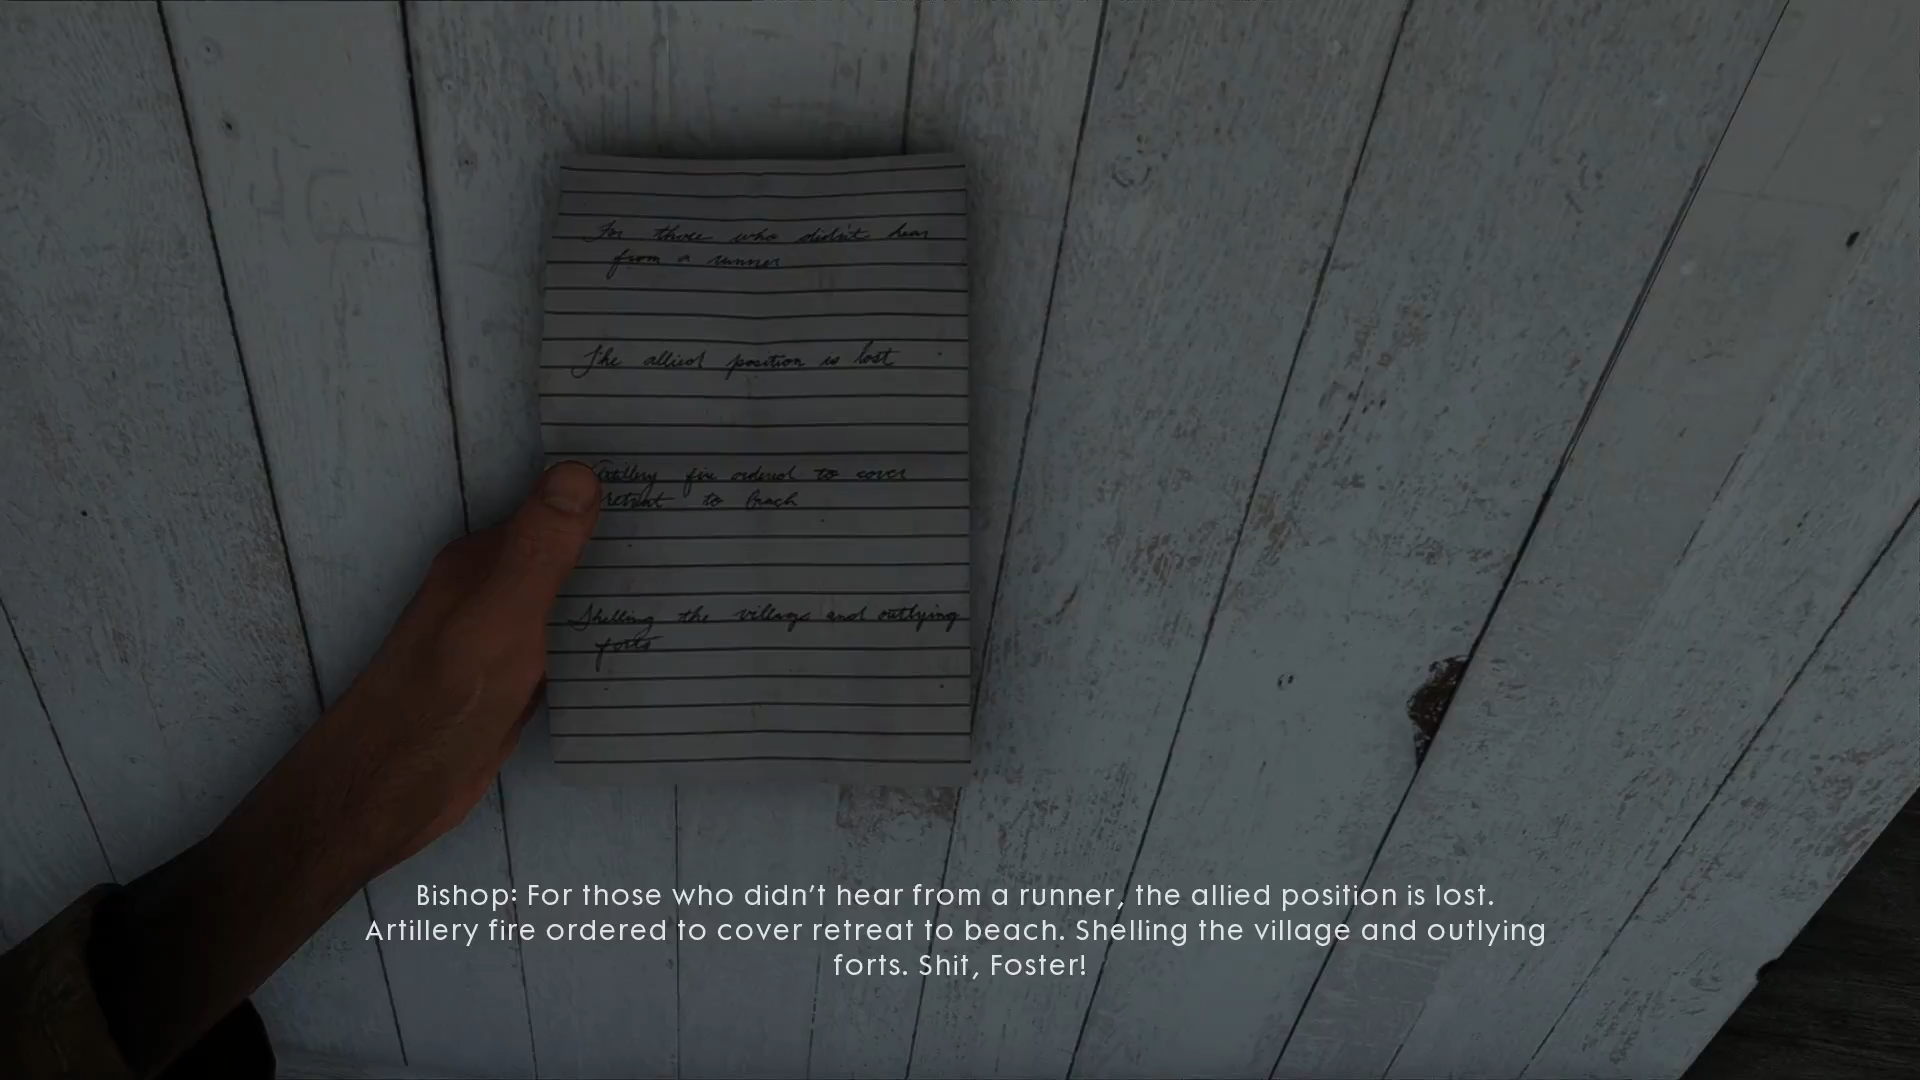 For those who didn't hear
from a runner
The allied position is lost
Artillery fire ordered to cover
retreat to beach
Shelling the village and outlying
forts
Bishop: For those who didn’t hear from a runner, the allied position is lost.
Artillery fire ordered to cover retreat to beach. Shelling the village and outlying
forts. Shit, Foster!